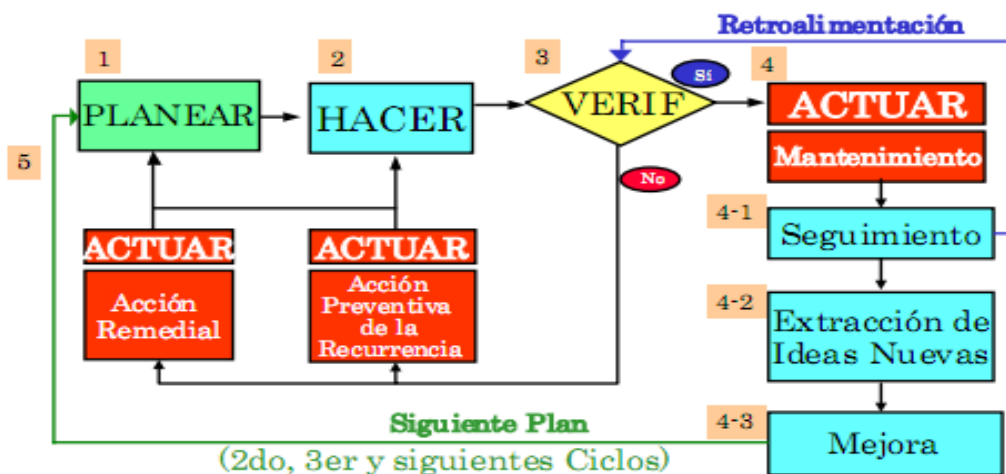 Retroalimentación
1
2
3
Sí
4
PLANEAR
HACER
VERIF
ACTUAR
Mantenimiento
5
No
4-1
Seguimiento
ACTUAR
Acción
Remedial
ACTUAR
Acción
Preventiva
de la
Recurrencia
4-2
Extracción de
Ideas Nuevas
4-3
Mejora
Siguiente Plan
(2do, 3er y siguientes Ciclos)